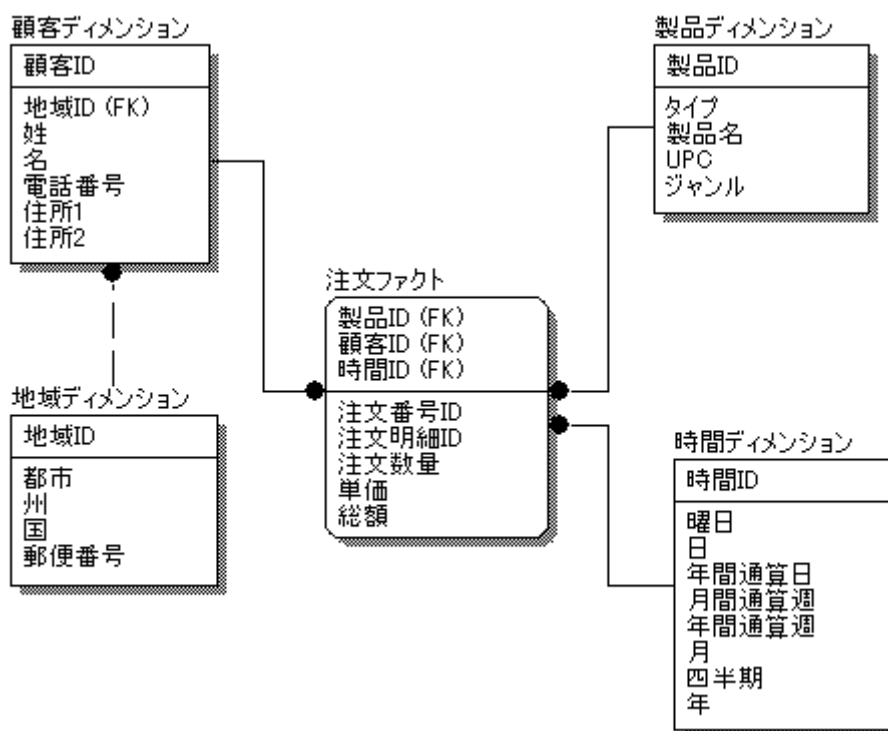 顧客ディメンション
顧客ID
地域ID (FK)
姓
名
電話番号
住所1
住所2
製品ディメンション
製品ID
タイプ
製品名
UPC
ジャンル
注文ファクト
製品ID (FK)
顧客ID (FK)
時間ID (FK)
注文番号ID
注文明細ID
注文数量
単価
総額
地域ディメンション
地域ID
都市
州
国
郵便番号
時間ディメンション
時間ID
曜日
日
年間通算日
月間通算週
年間通算週
月
四半期
年